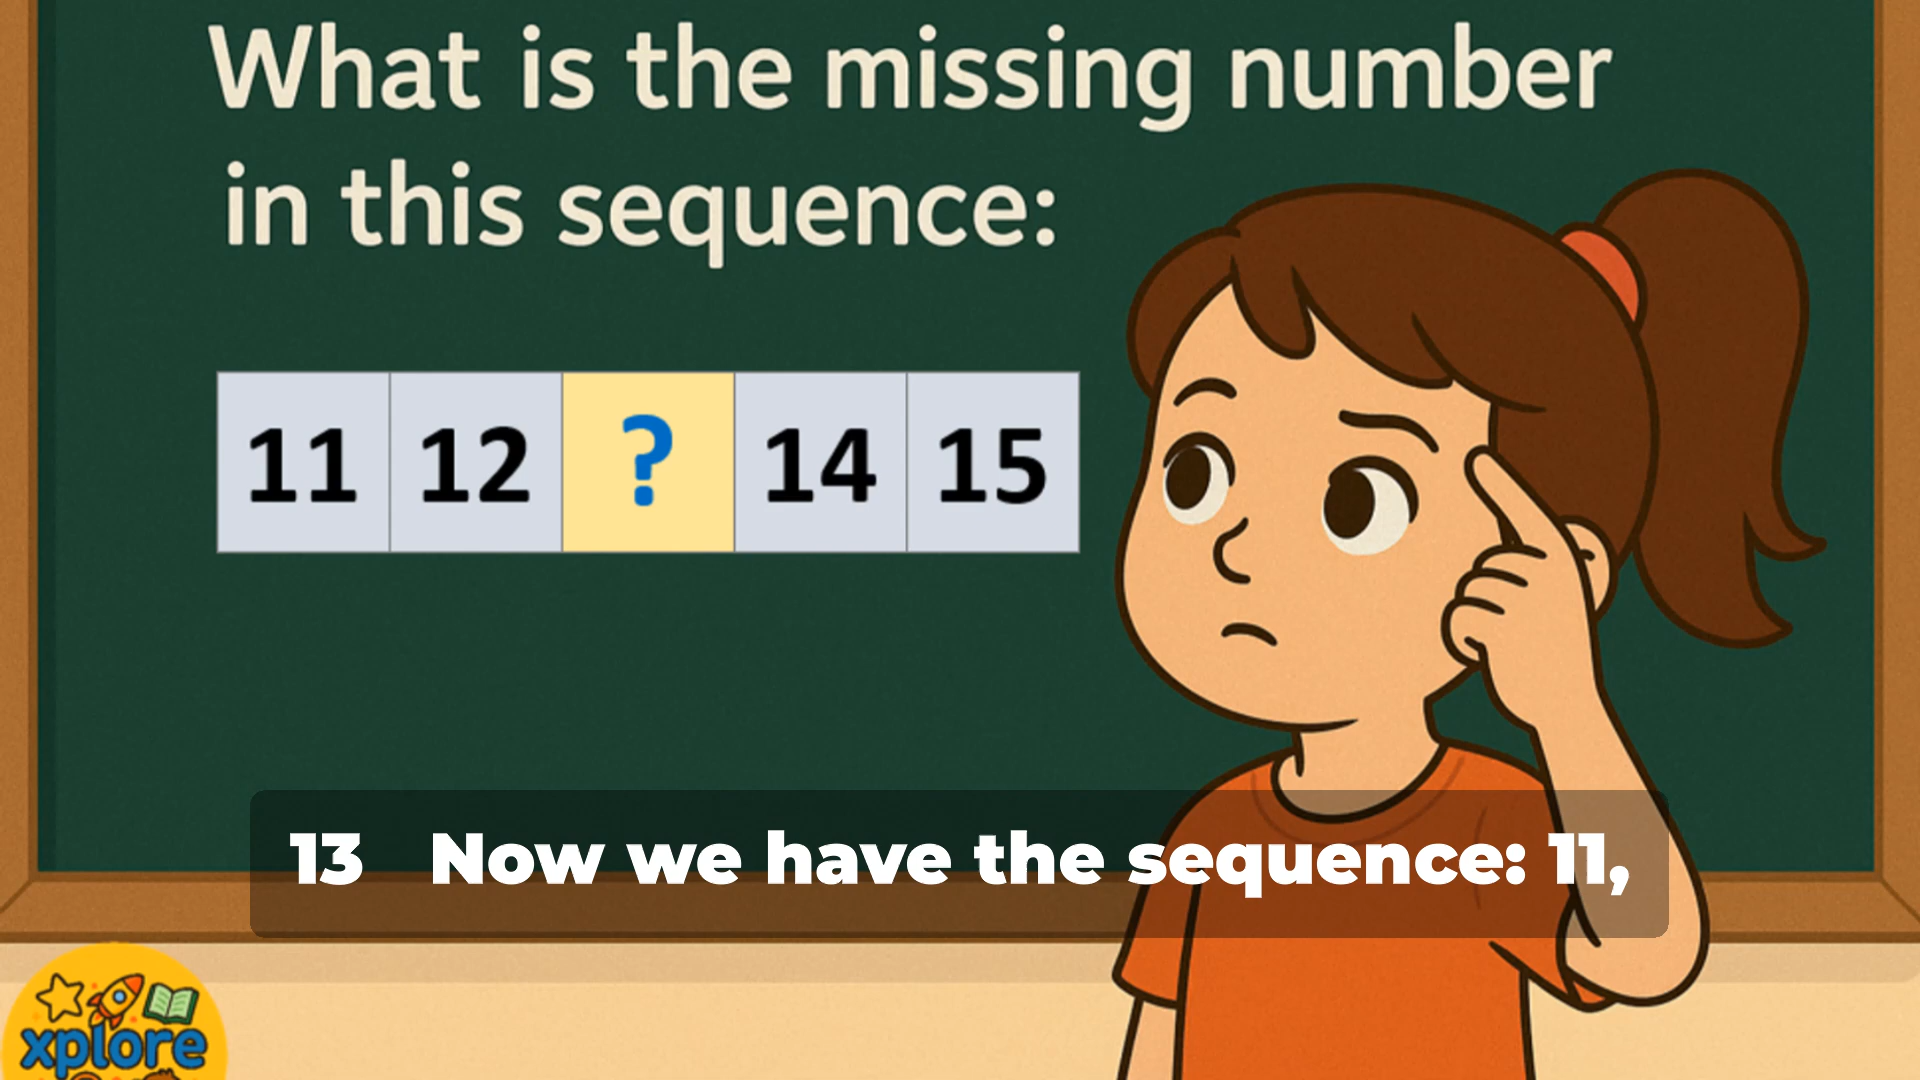 What is the missing number
in this sequence:
11 12 ? 14 15
13 Now we have the sequence: 11,
xplore